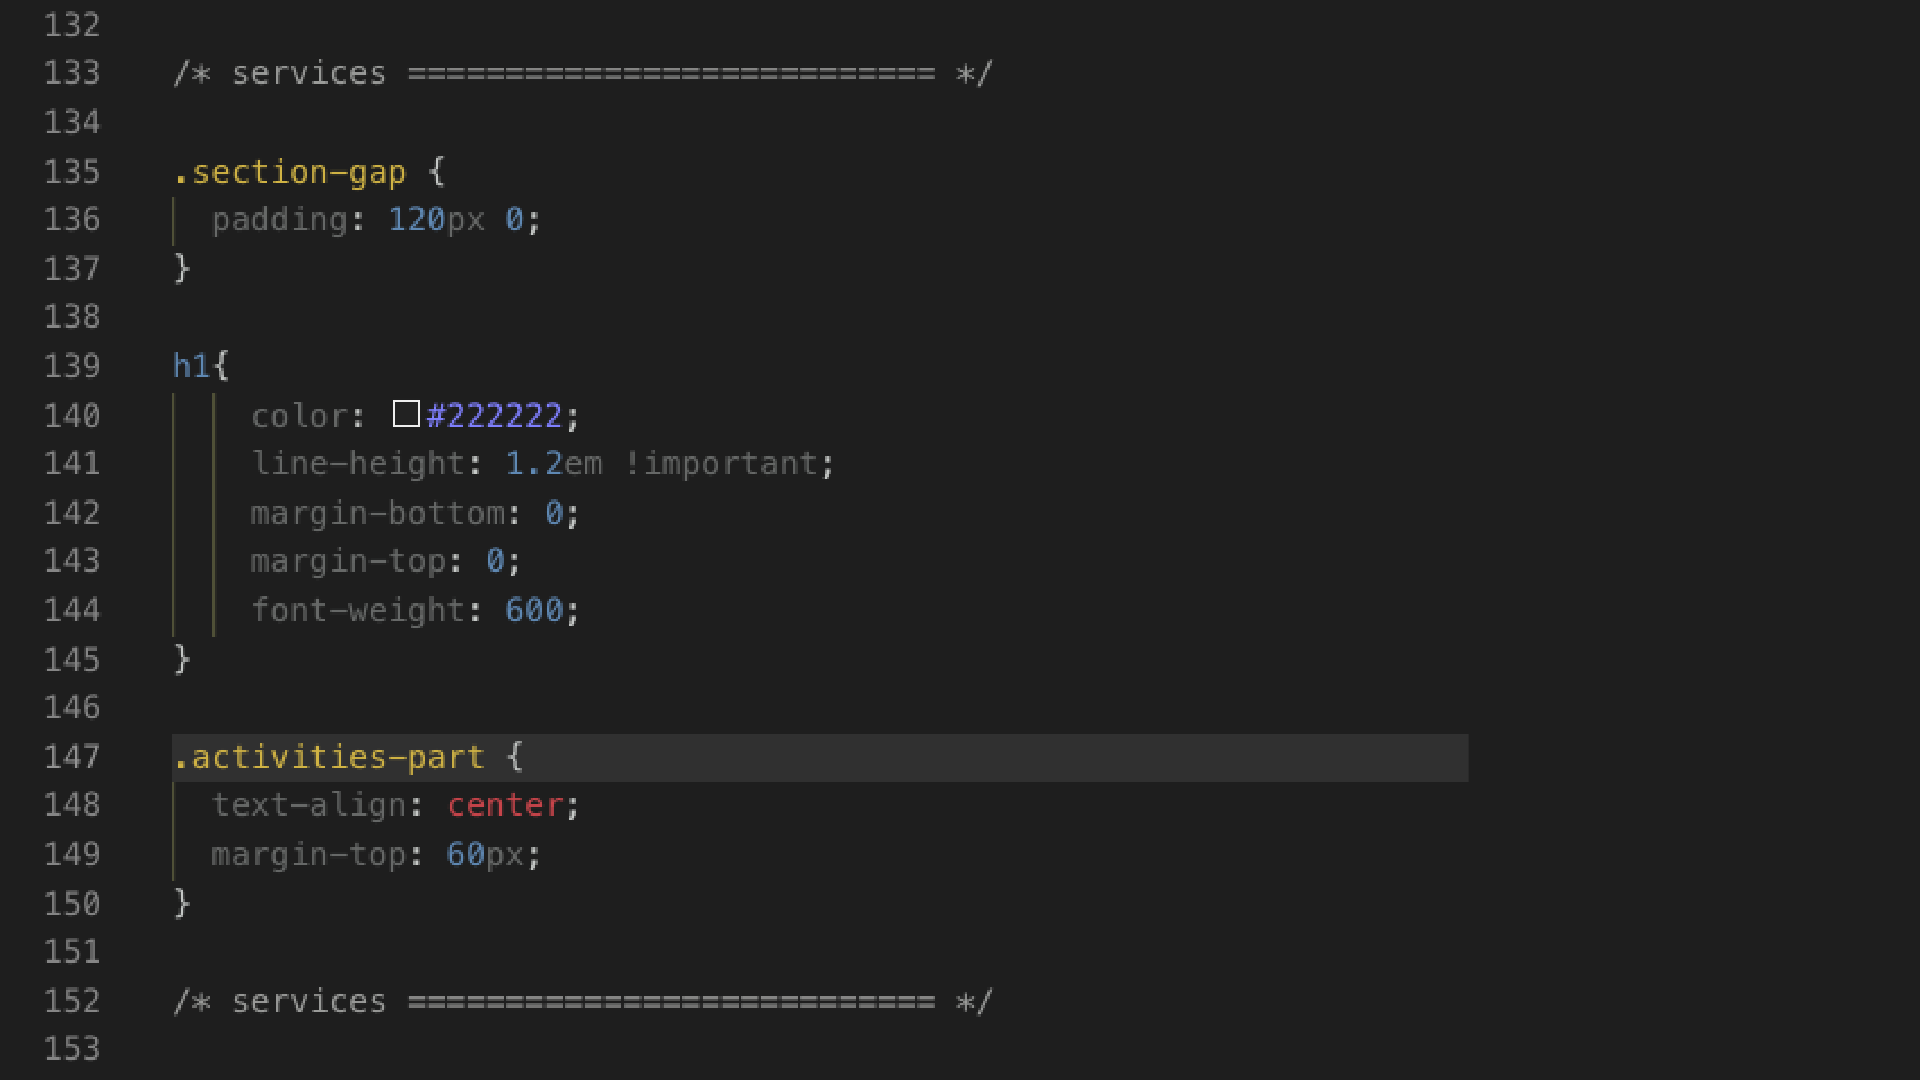 132
133 /* services =========================== */
134
135 .section-gap {
136   padding: 120px 0;
137 }
138
139 h1{
140     color: #222222;
141     line-height: 1.2em !important;
142     margin-bottom: 0;
143     margin-top: 0;
144     font-weight: 600;
145 }
146
147 .activities-part {
148   text-align: center;
149   margin-top: 60px;
150 }
151
152 /* services =========================== */
153